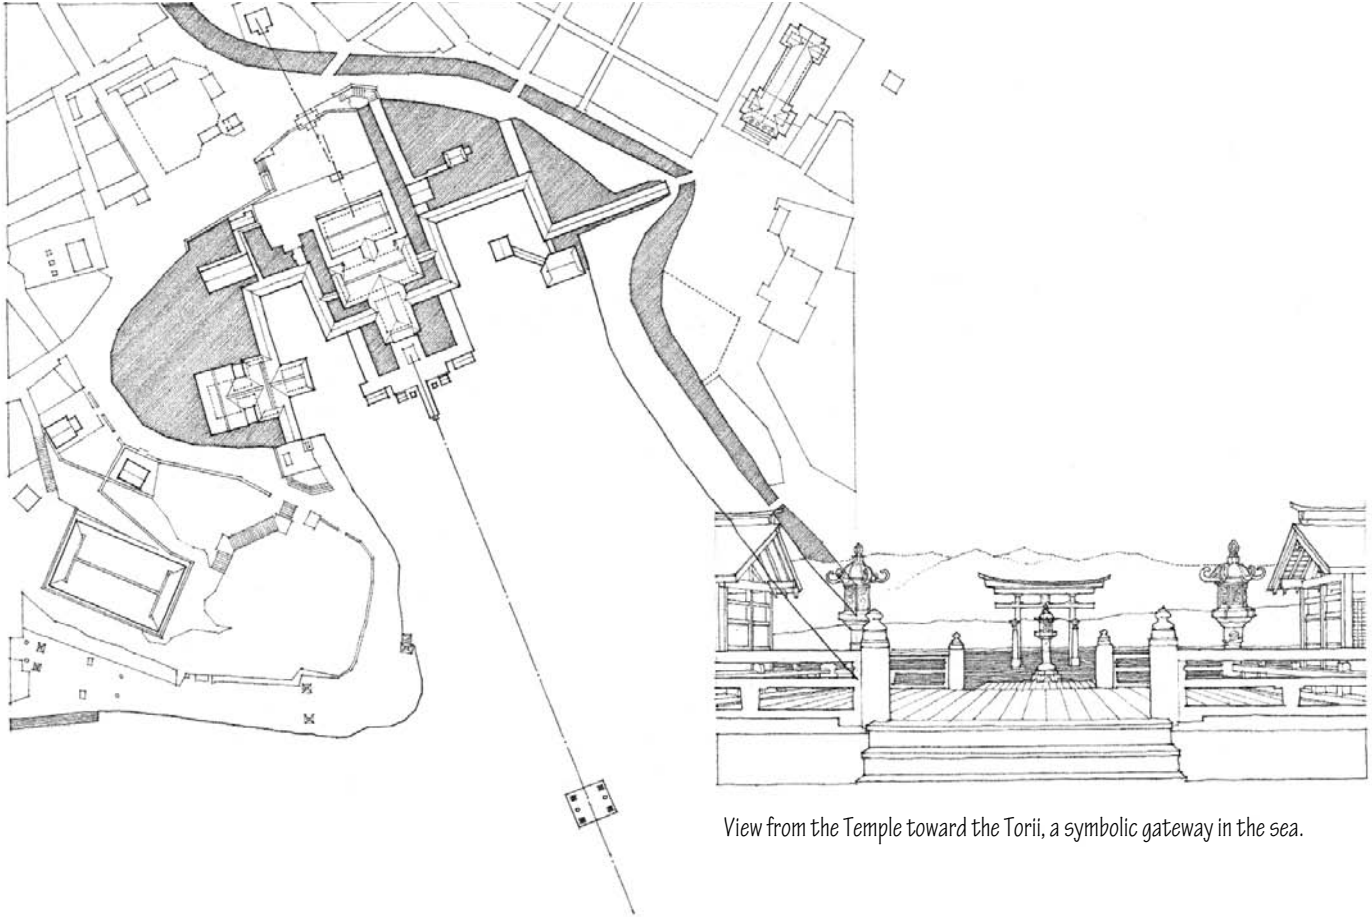 View from the Temple toward the Torii, a symbolic gateway in the sea.